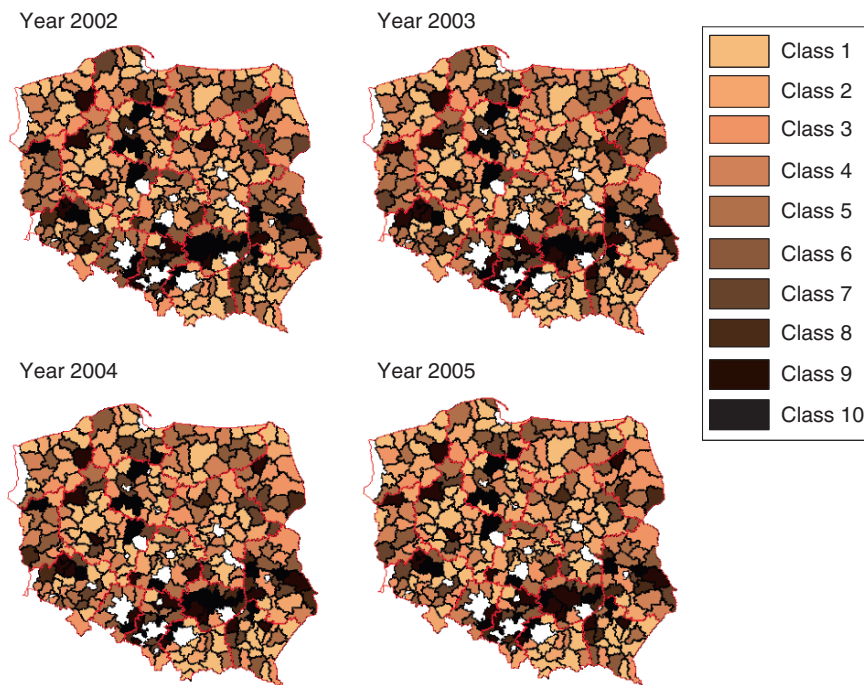 Year 2002
Year 2003
Year 2004
Year 2005
Class 1
Class 2
Class 3
Class 4
Class 5
Class 6
Class 7
Class 8
Class 9
Class 10